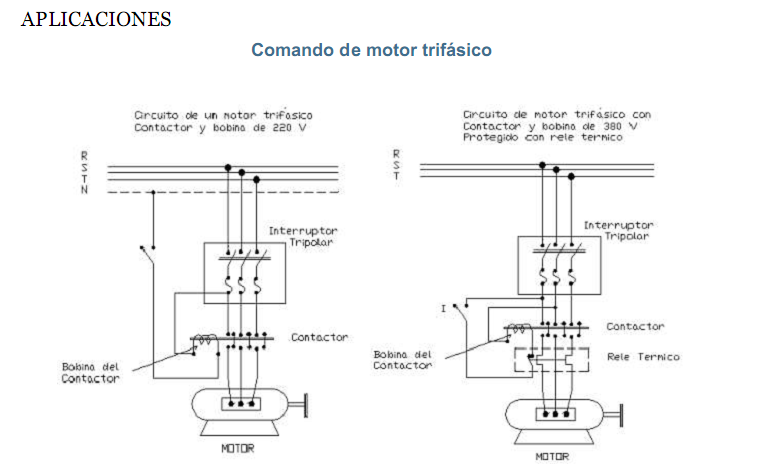 APLICACIONES
Comando de motor trifásico
Circuito de un motor trifásico
Contactor y bobina de 220 V
R
S
T
N
Interruptor
Tripolar
Contactor
Bobina del
Contactor
MOTOR
Circuito de motor trifásico con
Contactor y bobina de 380 V
Protegido con rele termico
R
S
T
Interruptor
Tripolar
I
Contactor
Bobina del
Contactor
Rele Termico
MOTOR